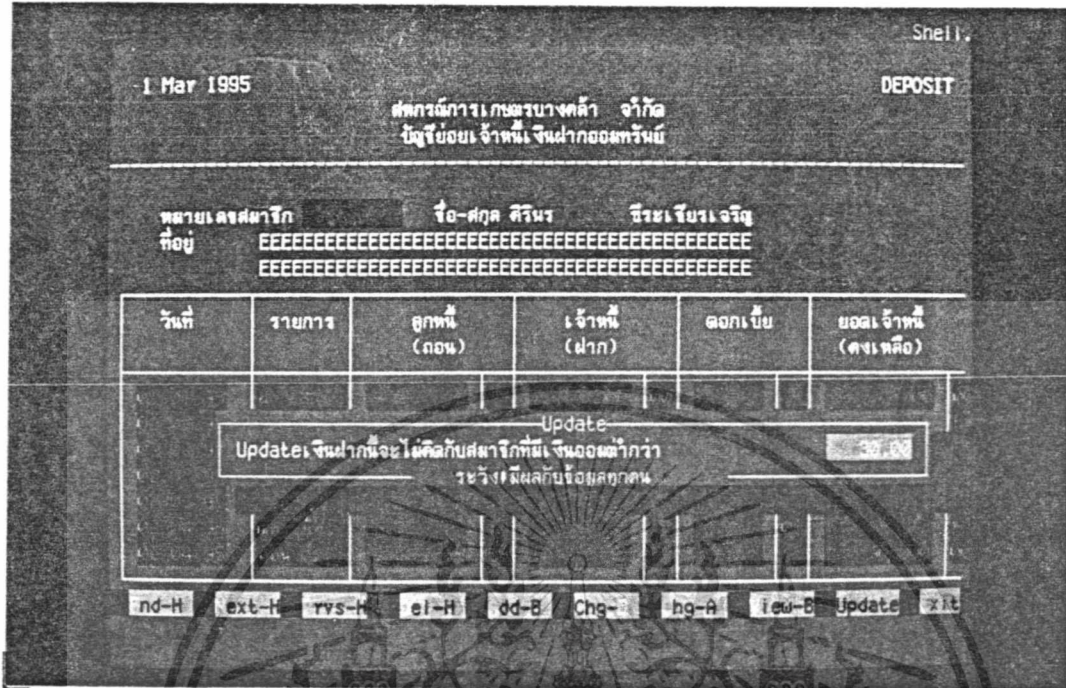 Shell.
1 Mar 1995 DEPOSIT
สหกรณ์การเกษตรบางคล้า จำกัด
บัญชีย่อยเจ้าหนี้เงินฝากออมทรัพย์
หมายเลขสมาชิก ชื่อ-สกุล ศิรินร ธีระเธียรเจริญ
ที่อยู่ EEEEEEEEEEEEEEEEEEEEEEEEEEEEEEEEEEEEEEEEEEEEE
EEEEEEEEEEEEEEEEEEEEEEEEEEEEEEEEEEEEEEEEEEEEE
วันที่ รายการ ลูกหนี้ เจ้าหนี้ ดอกเบี้ย ยอดเจ้าหนี้
(ถอน) (ฝาก) (คงเหลือ)
Update
Updateเงินฝากนี้จะไม่คิดกับสมาชิกที่มีเงินออมต่ำกว่า 30.00
ระวัง! มีผลกับข้อมูลทุกคน
nd-H ext-H rvs-H el-H dd-B Chg- hg-A iew-B Update xit